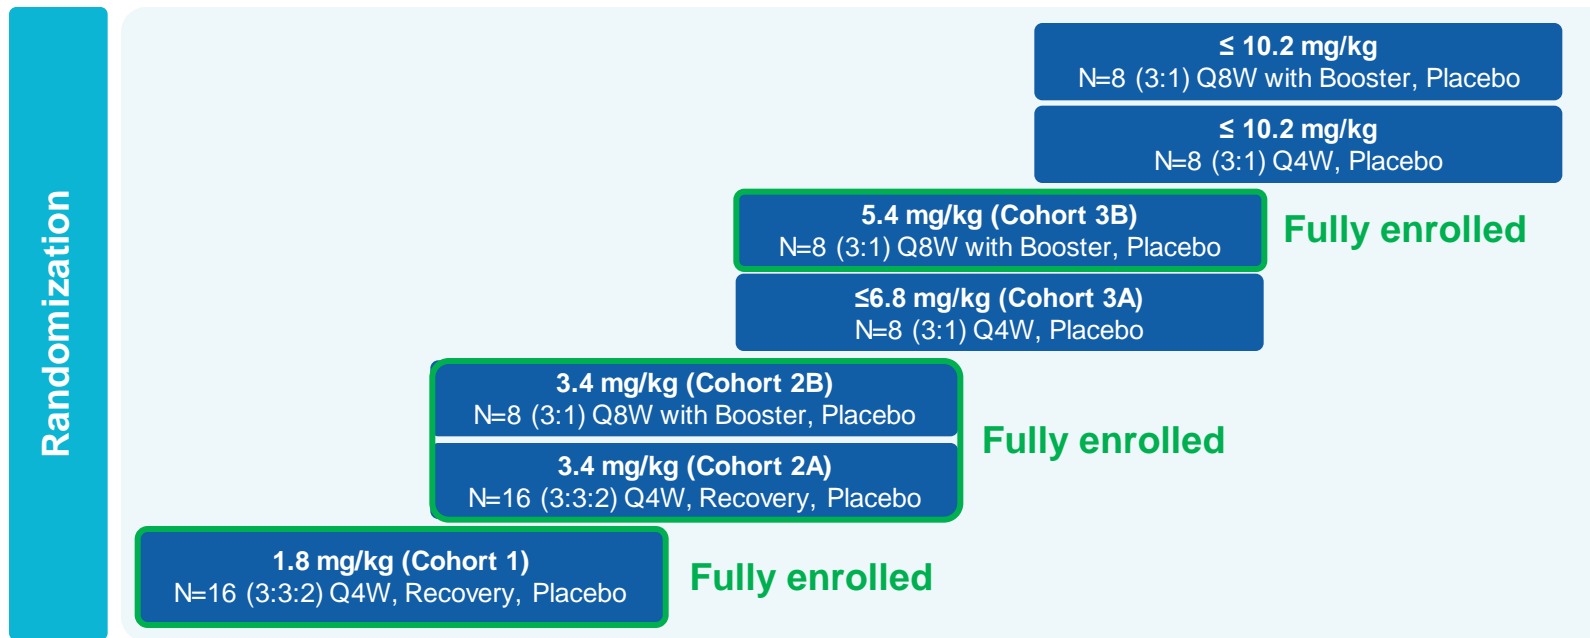 Randomization
≤ 10.2 mg/kg
N=8 (3:1) Q8W with Booster, Placebo
≤ 10.2 mg/kg
N=8 (3:1) Q4W, Placebo
5.4 mg/kg (Cohort 3B)
N=8 (3:1) Q8W with Booster, Placebo
Fully enrolled
≤6.8 mg/kg (Cohort 3A)
N=8 (3:1) Q4W, Placebo
3.4 mg/kg (Cohort 2B)
N=8 (3:1) Q8W with Booster, Placebo
Fully enrolled
3.4 mg/kg (Cohort 2A)
N=16 (3:3:2) Q4W, Recovery, Placebo
1.8 mg/kg (Cohort 1)
N=16 (3:3:2) Q4W, Recovery, Placebo
Fully enrolled